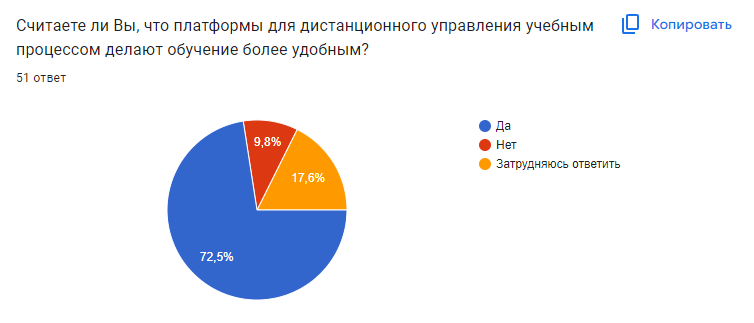 Считаете ли Вы, что платформы для дистанционного управления учебным
процессом делают обучение более удобным?
Копировать
51 ответ
Да
Нет
Затрудняюсь ответить
9,8%
17,6%
72,5%